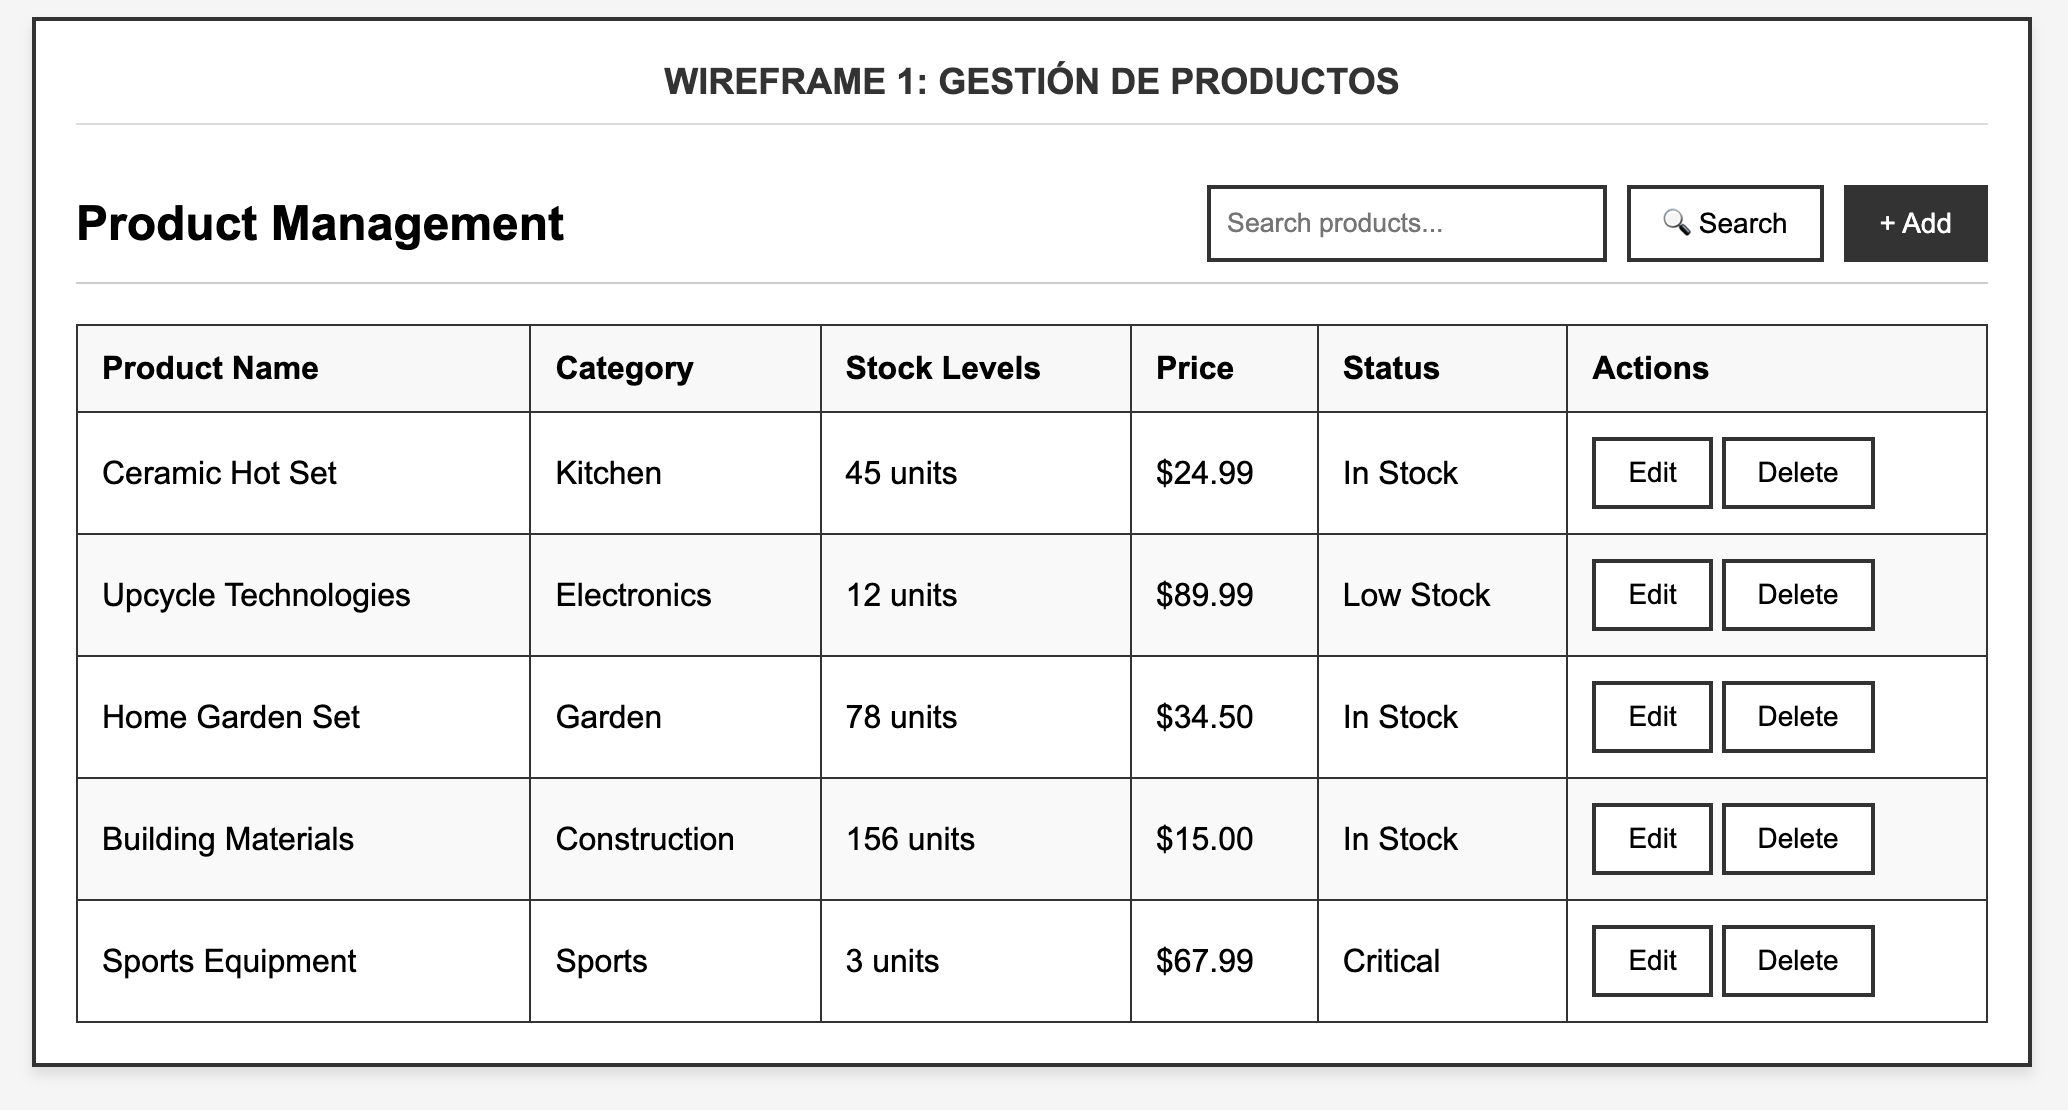 WIREFRAME 1: GESTIÓN DE PRODUCTOS
Product Management
Search products...
🔍 Search
+ Add
Product Name Category Stock Levels Price Status Actions
Ceramic Hot Set Kitchen 45 units $24.99 In Stock Edit Delete
Upcycle Technologies Electronics 12 units $89.99 Low Stock Edit Delete
Home Garden Set Garden 78 units $34.50 In Stock Edit Delete
Building Materials Construction 156 units $15.00 In Stock Edit Delete
Sports Equipment Sports 3 units $67.99 Critical Edit Delete